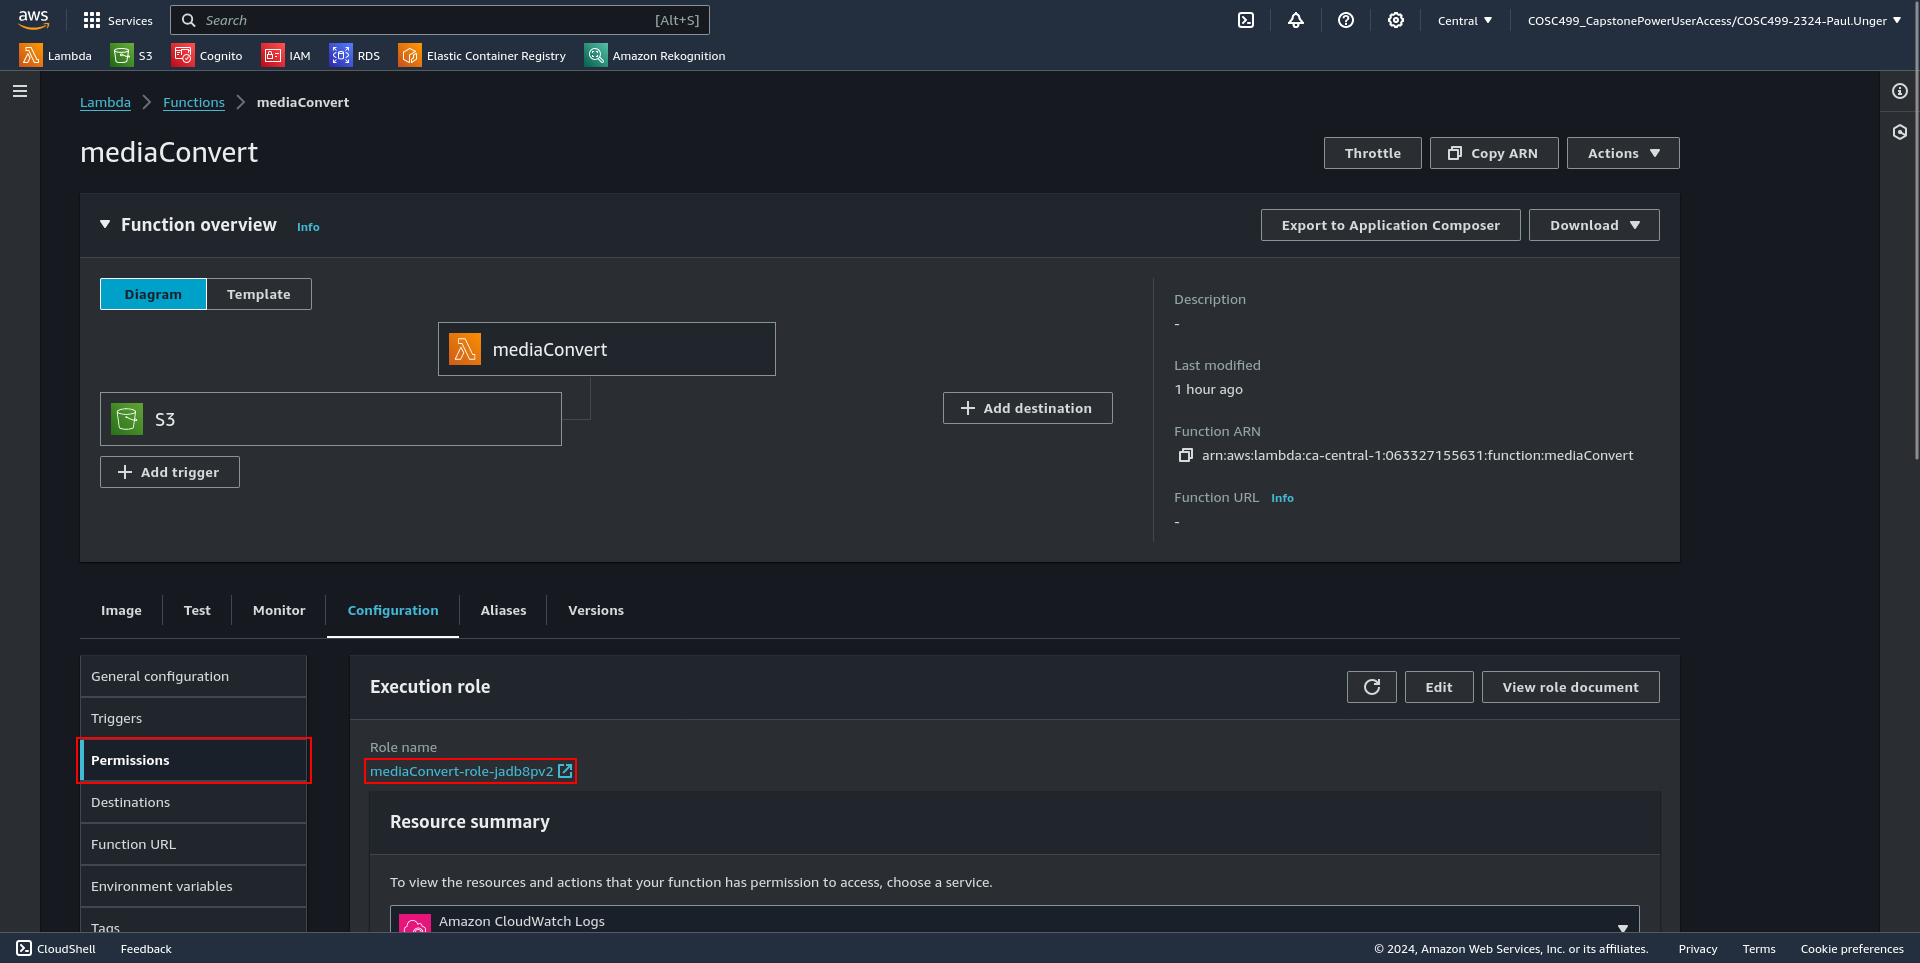 aws
Services
Search
[Alt+S]
Central
COSC499_CapstonePowerUserAccess/COSC499-2324-Paul.Unger
Lambda
S3
Cognito
IAM
RDS
Elastic Container Registry
Amazon Rekognition
Lambda
Functions
mediaConvert
mediaConvert
Throttle
Copy ARN
Actions
Function overview
Info
Export to Application Composer
Download
Diagram
Template
mediaConvert
S3
Add trigger
Add destination
Description
-
Last modified
1 hour ago
Function ARN
arn:aws:lambda:ca-central-1:063327155631:function:mediaConvert
Function URL Info
-
Image
Test
Monitor
Configuration
Aliases
Versions
General configuration
Triggers
Permissions
Destinations
Function URL
Environment variables
Tags
Execution role
Edit
View role document
Role name
mediaConvert-role-jadb8pv2
Resource summary
To view the resources and actions that your function has permission to access, choose a service.
Amazon CloudWatch Logs
CloudShell
Feedback
© 2024, Amazon Web Services, Inc. or its affiliates.
Privacy
Terms
Cookie preferences